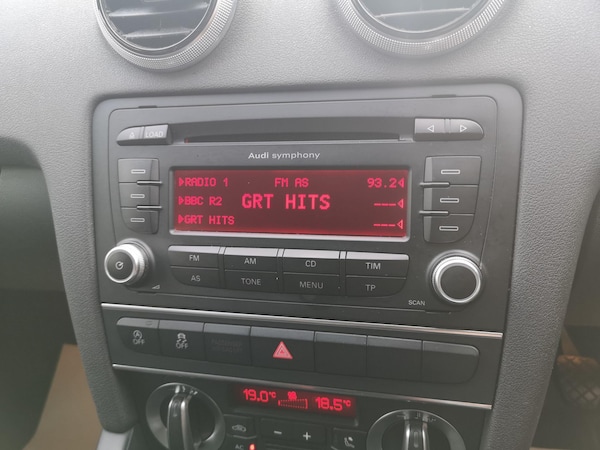 LOAD
Audi symphony
RADIO 1 FM AS 93.2
BBC R2 GRT HITS ---
GRT HITS ---
FM AM CD TIM
AS TONE MENU TP
SCAN
OFF OFF
19.0°C 18.5°C
AC